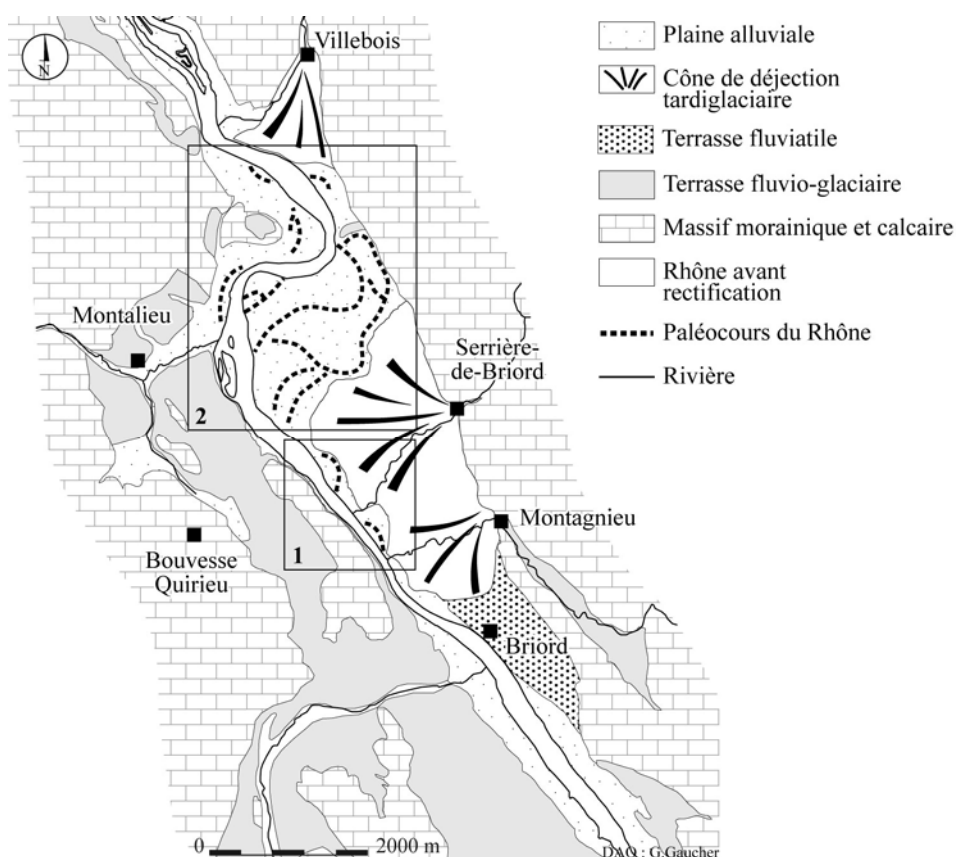 Villebois
N
Montalieu
Serrière-
de-Briord
2
Montagnieu
1
Bouvesse
Quirieu
Briord
0 2000 m
DAO : G.Gaucher
Plaine alluviale
Cône de déjection
tardiglaciaire
Terrasse fluviatile
Terrasse fluvio-glaciaire
Massif morainique et calcaire
Rhône avant
rectification
Paléocours du Rhône
Rivière